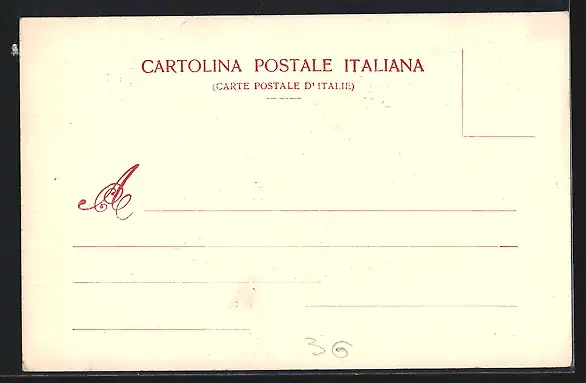 CARTOLINA POSTALE ITALIANA
(CARTE POSTALE D'ITALIE)
A
36